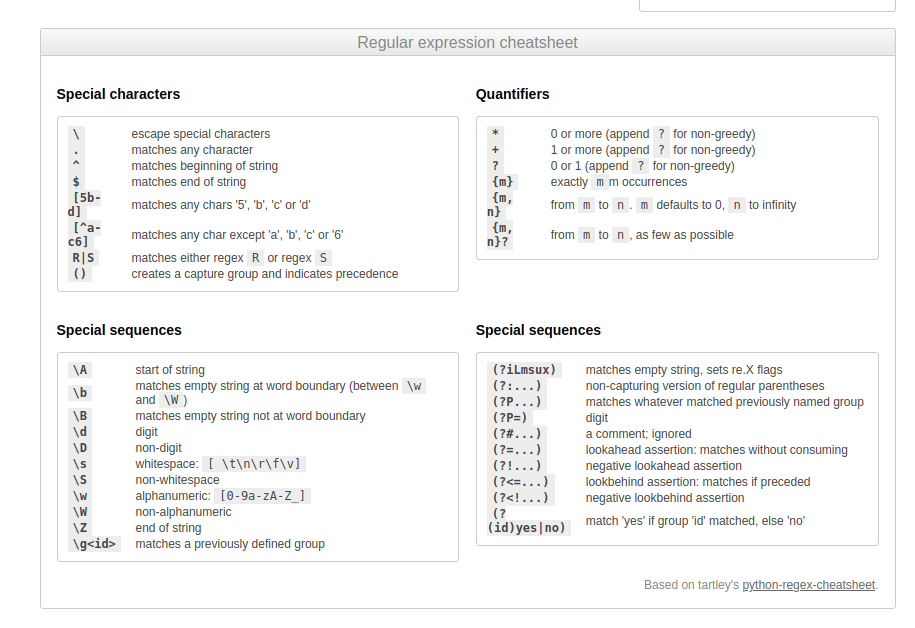 Regular expression cheatsheet
Special characters
\ escape special characters
. matches any character
^ matches beginning of string
$ matches end of string
[5b-
d] matches any chars '5', 'b', 'c' or 'd'
[^a-
c6] matches any char except 'a', 'b', 'c' or '6'
R|S matches either regex R or regex S
() creates a capture group and indicates precedence
Quantifiers
* 0 or more (append ? for non-greedy)
+ 1 or more (append ? for non-greedy)
? 0 or 1 (append ? for non-greedy)
{m} exactly m m occurrences
{m,
n} from m to n. m defaults to 0, n to infinity
{m,
n}? from m to n, as few as possible
Special sequences
\A start of string
\b matches empty string at word boundary (between \w
and \W)
\B matches empty string not at word boundary
\d digit
\D non-digit
\s whitespace: [ \t\n\r\f\v]
\S non-whitespace
\w alphanumeric: [0-9a-zA-Z_]
\W non-alphanumeric
\Z end of string
\g<id> matches a previously defined group
Special sequences
(?iLmsux) matches empty string, sets re.X flags
(?:...) non-capturing version of regular parentheses
(?P...) matches whatever matched previously named group
(?P=) digit
(?#...) a comment; ignored
(?=...) lookahead assertion: matches without consuming
(?!...) negative lookahead assertion
(?<=...) lookbehind assertion: matches if preceded
(?<!...) negative lookbehind assertion
(?
(id)yes|no) match 'yes' if group 'id' matched, else 'no'
Based on tartley's python-regex-cheatsheet.